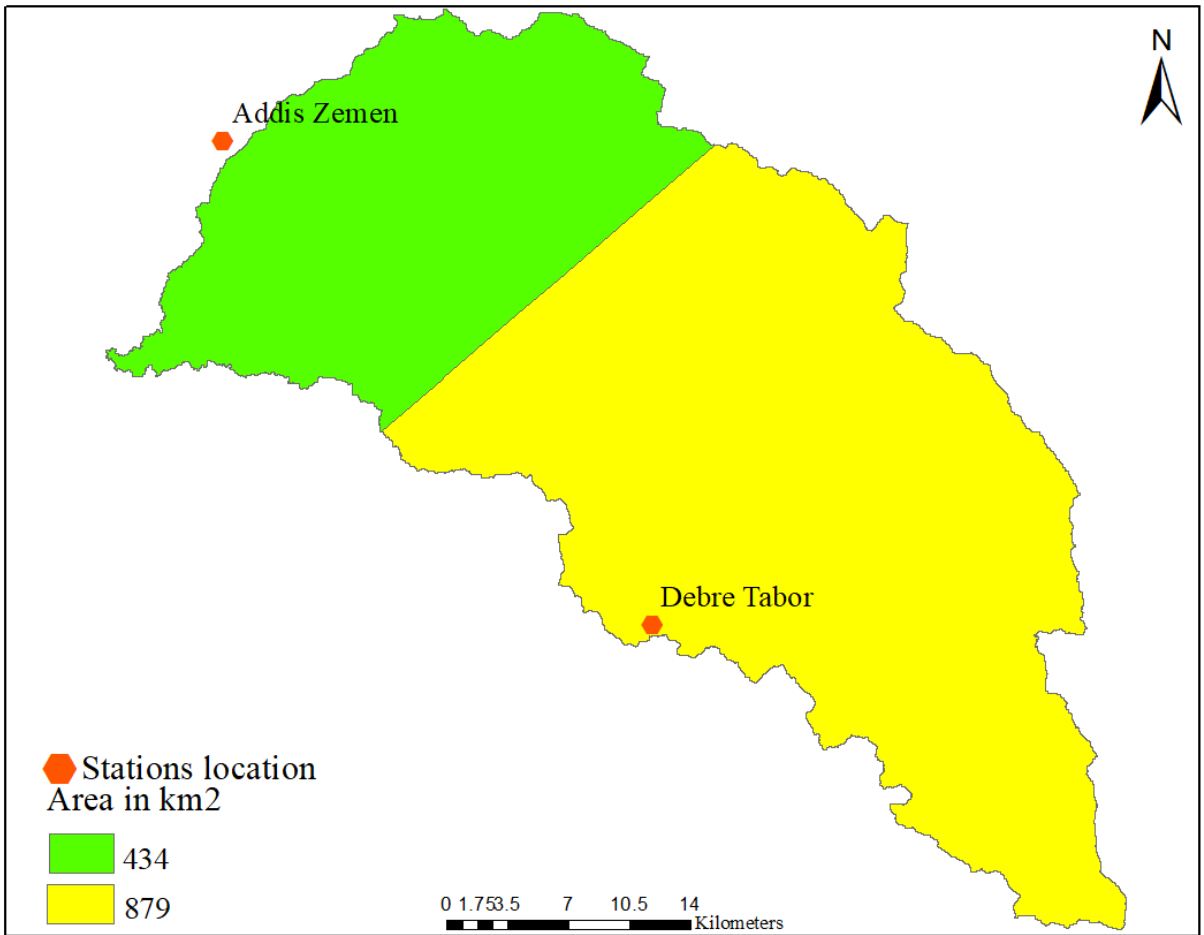 N
Addis Zemen
Debre Tabor
Stations location
Area in km2
434
879
0 1.753.5 7 10.5 14
Kilometers